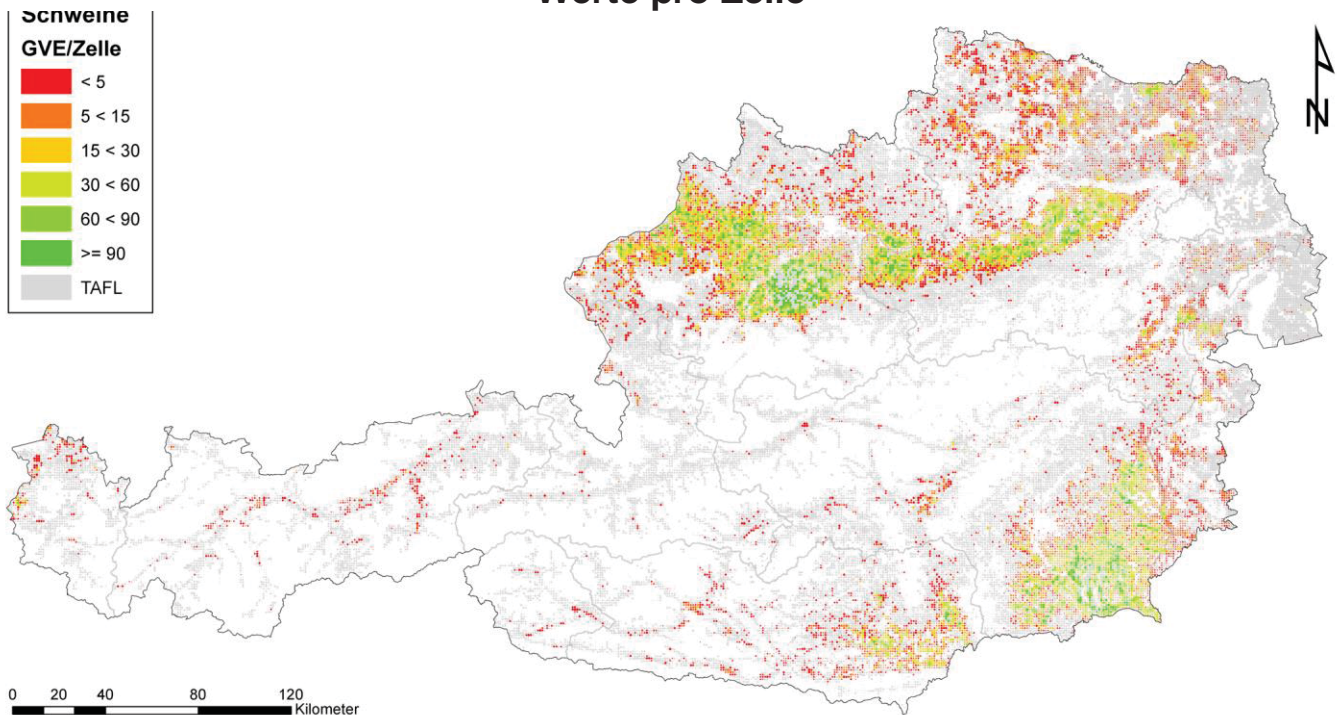 Werte pro Zelle
Schweine
GVE/Zelle
< 5
5 < 15
15 < 30
30 < 60
60 < 90
>= 90
TAFL
N
0 20 40 80 120
Kilometer